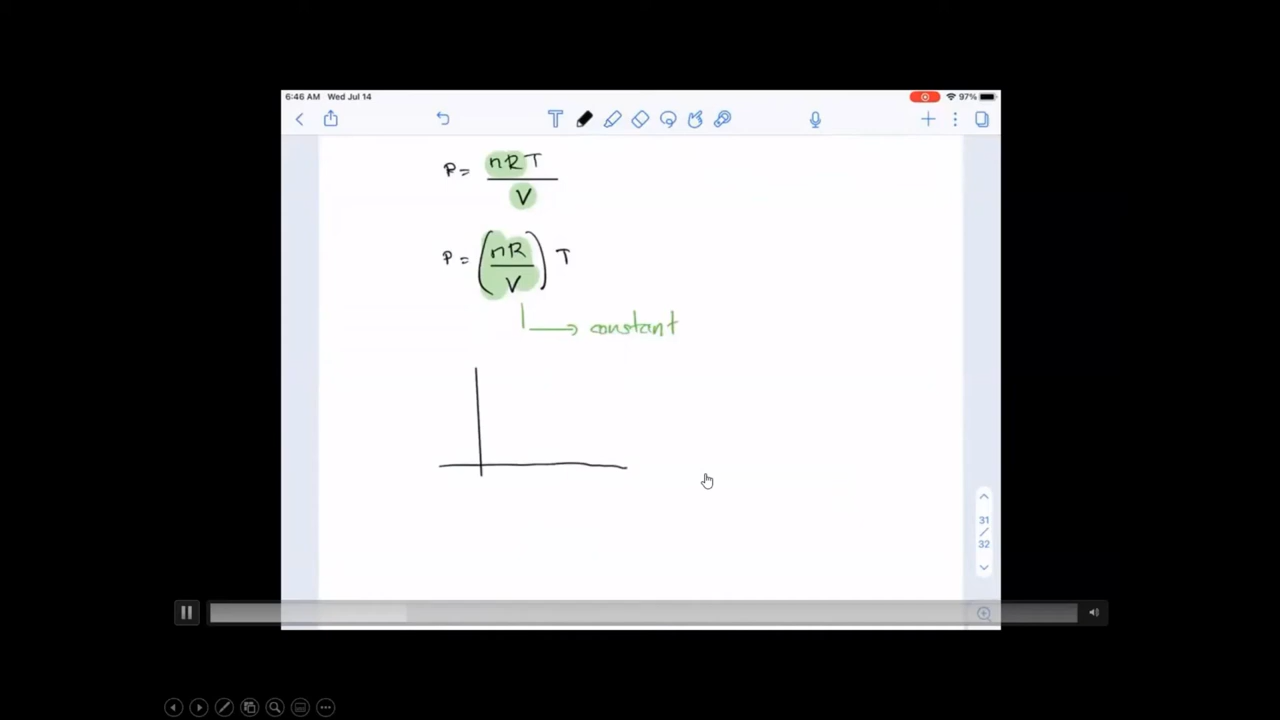 6:46 AM Wed Jul 14
97%
T
P = nRT
V
P = (nR
V) T
constant
31
/
32